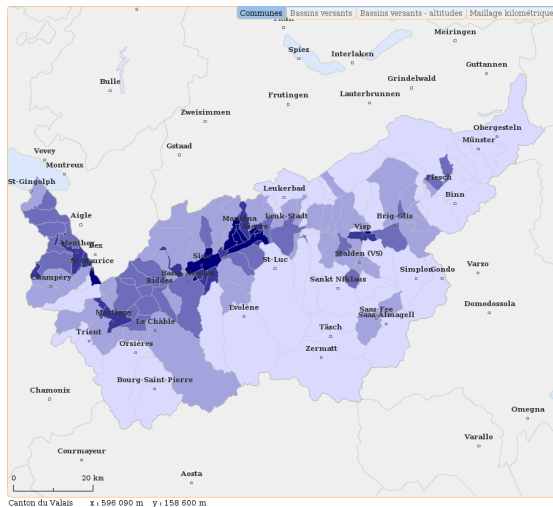 Communes Bassins versants Bassins versants - altitudes Maillage kilométrique
Thun
Meiringen
Spiez
Interlaken
Guttannen
Bulle
Grindelwald
Frutigen
Lauterbrunnen
Zweisimmen
Obergesteln
Münster
Gstaad
Vevey
Montreux
St-Gingolph
Fiesch
Leukerbad
Binn
Aigle
Montana
Leuk-Stadt
Brig-Glis
Visp
Monthey
Bex
Sion
Stalden (VS)
St-Luc
Varzo
Champéry
Riddes
Sankt Niklaus
Simplon
Gondo
Domodossola
Martigny
Evolène
Saas-Fee
Saas Almagell
Le Châble
Trient
Täsch
Orsières
Zermatt
Bourg-Saint-Pierre
Chamonix
Omegna
Varallo
Courmayeur
Aosta
0 20 km
Canton du Valais x : 596 090 m y : 158 600 m